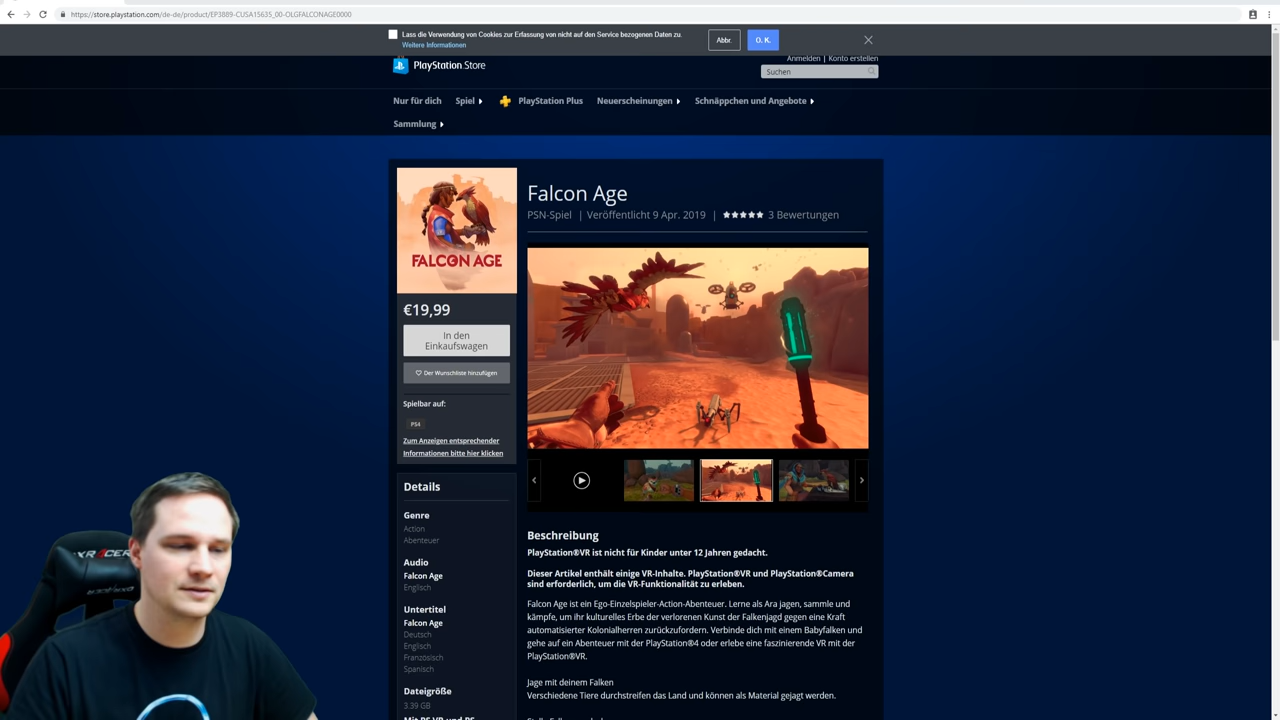 https://store.playstation.com/de-de/product/EP3889-CUSA15635_00-OLGFALCONAGE0000
Lass die Verwendung von Cookies zur Erfassung von nicht auf den Service bezogenen Daten zu.
Weitere Informationen
Abbr.
O. K.
PlayStation Store
Anmelden | Konto erstellen
Suchen
Nur für dich
Spiel
PlayStation Plus
Neuerscheinungen
Schnäppchen und Angebote
Sammlung
FALCON AGE
€19,99
In den
Einkaufswagen
Der Wunschliste hinzufügen
Spielbar auf:
PS4
Zum Anzeigen entsprechender
Informationen bitte hier klicken
Details
Genre
Action
Abenteuer
Audio
Falcon Age
Englisch
Untertitel
Falcon Age
Deutsch
Englisch
Französisch
Spanisch
Dateigröße
3.39 GB
Falcon Age
PSN-Spiel | Veröffentlicht 9 Apr. 2019 | 3 Bewertungen
Beschreibung
PlayStation®VR ist nicht für Kinder unter 12 Jahren gedacht.
Dieser Artikel enthält einige VR-Inhalte. PlayStation®VR und PlayStation®Camera
sind erforderlich, um die VR-Funktionalität zu erleben.
Falcon Age ist ein Ego-Einzelspieler-Action-Abenteuer. Lerne als Ara jagen, sammle und
kämpfe, um ihr kulturelles Erbe der verlorenen Kunst der Falkenjagd gegen eine Kraft
automatisierter Kolonialherren zurückzufordern. Verbinde dich mit einem Babyfalken und
gehe auf ein Abenteuer mit der PlayStation®4 oder erlebe eine faszinierende VR mit der
PlayStation®VR.
Jage mit deinem Falken
Verschiedene Tiere durchstreifen das Land und können als Material gejagt werden.